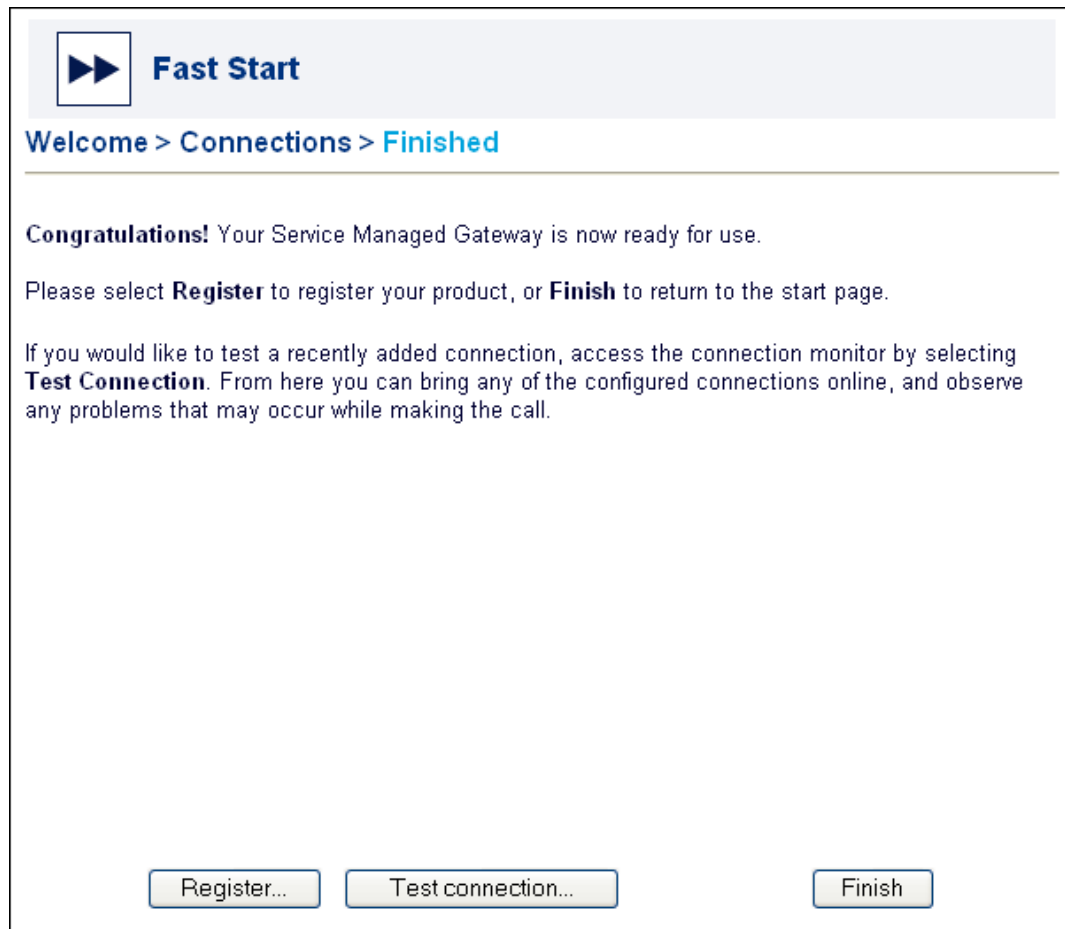 Fast Start
Welcome > Connections > Finished
Congratulations! Your Service Managed Gateway is now ready for use.
Please select Register to register your product, or Finish to return to the start page.
If you would like to test a recently added connection, access the connection monitor by selecting
Test Connection. From here you can bring any of the configured connections online, and observe
any problems that may occur while making the call.
Register...
Test connection...
Finish